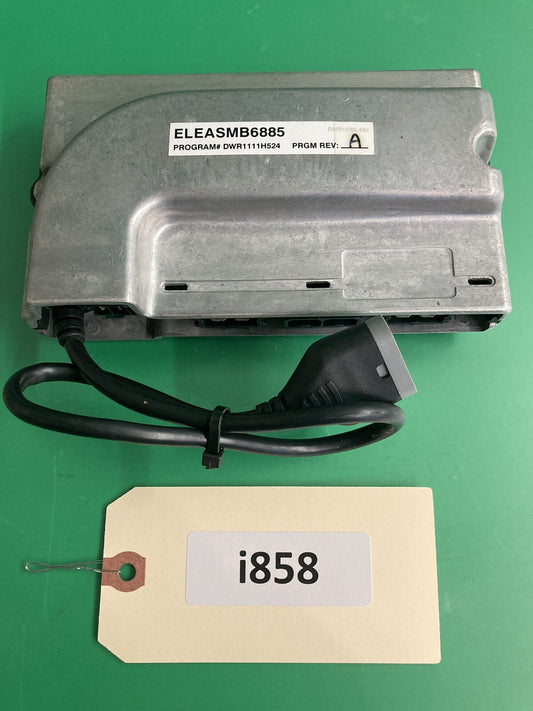 ELEASMB6885
PROGRAM# DWR1111H524 PRGM REV: A
i858